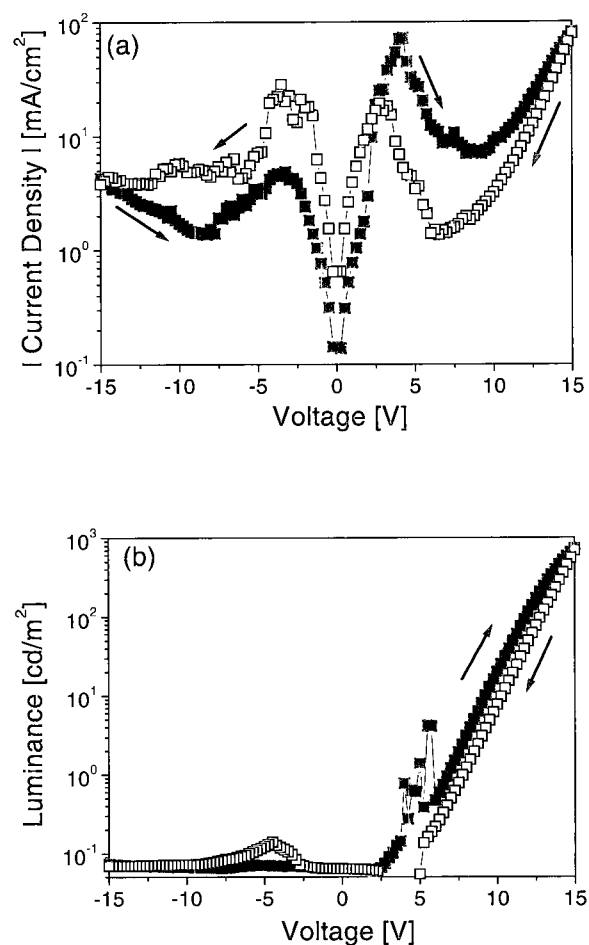 (a)
| Current Density | [mA/cm²]
10²
10¹
10⁰
10⁻¹
-15 -10 -5 0 5 10 15
Voltage [V]
(b)
Luminance [cd/m²]
10³
10²
10¹
10⁰
10⁻¹
-15 -10 -5 0 5 10 15
Voltage [V]